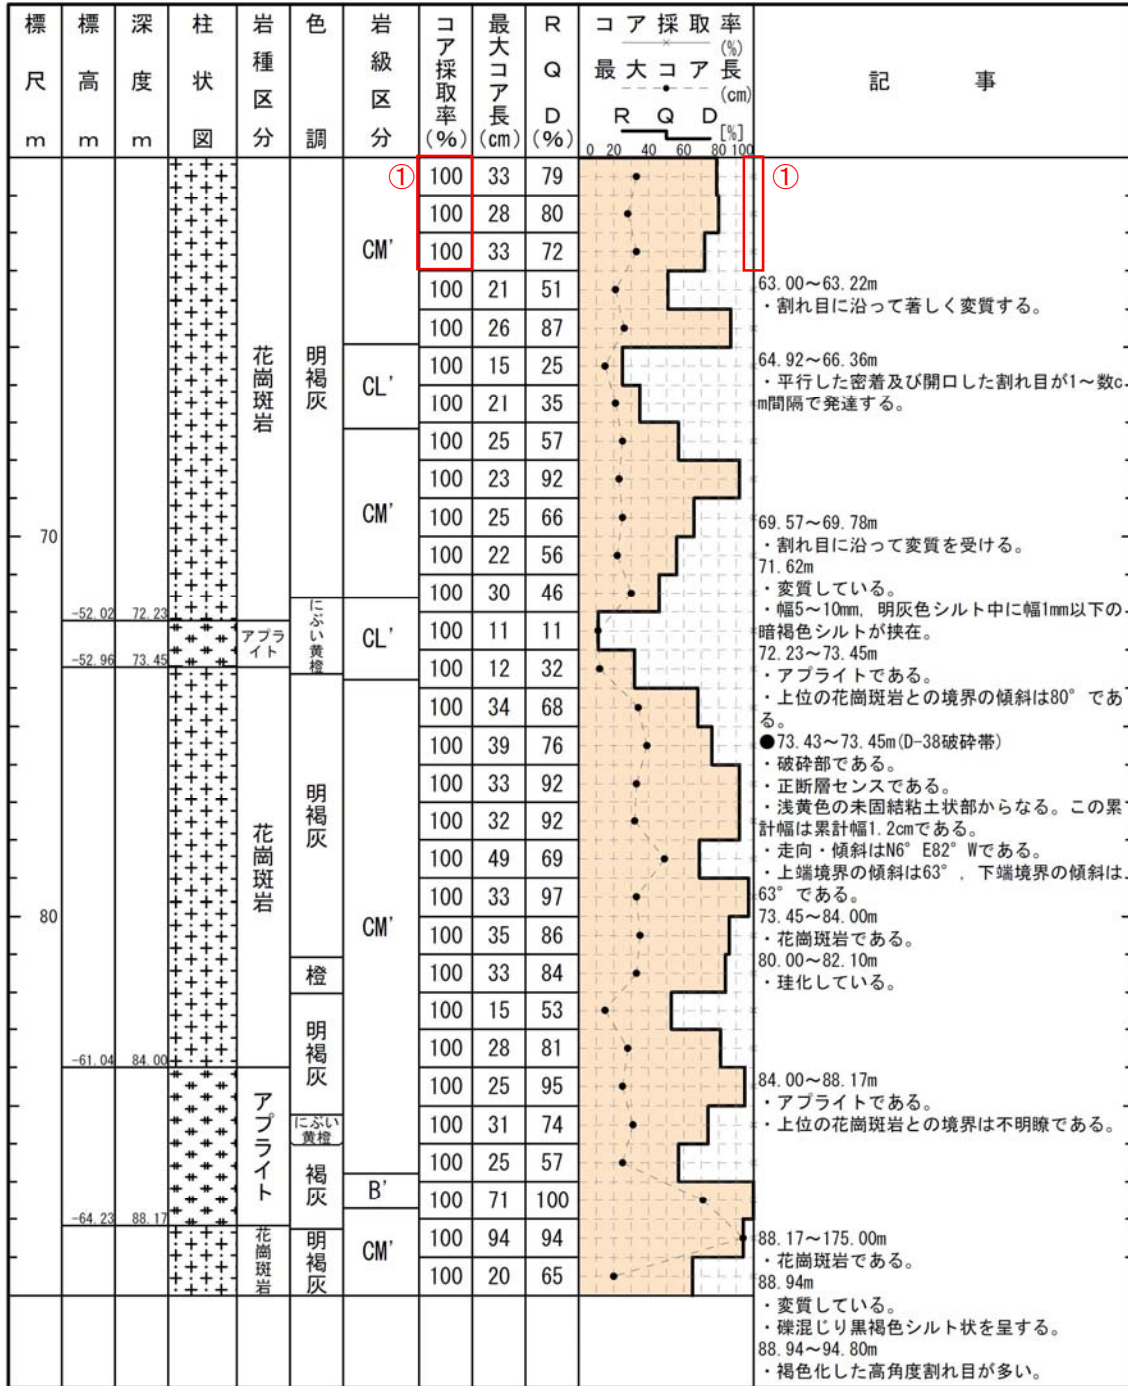 標尺 m
標高 m
深度 m
柱状図
岩種区分
色調
岩級区分
コア採取率 (%)
最大コア長 (cm)
RQD (%)
コア採取率 (%)
最大コア長 (cm)
RQD [%]
0 20 40 60 80 100
記事
① 100 33 79 ①
100 28 80
CM' 100 33 72
100 21 51
100 26 87
花崗斑岩
明褐灰
CL'
100 15 25
100 21 35
100 25 57
100 23 92
CM' 100 25 66
70 100 22 56
100 30 46
-52.02 72.23
アプライト
にぶい黄橙
CL' 100 11 11
-52.96 73.45
100 12 32
100 34 68
100 39 76
花崗斑岩
明褐灰
100 33 92
100 32 92
100 49 69
100 33 97
80 CM' 100 35 86
橙 100 33 84
100 15 53
明褐灰
100 28 81
-61.04 84.00
アプライト
100 25 95
にぶい黄橙
100 31 74
褐灰
100 25 57
B' 100 71 100
-64.23 88.17
花崗斑岩
明褐灰
CM'
100 94 94
100 20 65
63.00～63.22m
・割れ目に沿って著しく変質する。
64.92～66.36m
・平行した密着及び開口した割れ目が1～数c
m間隔で発達する。
69.57～69.78m
・割れ目に沿って変質を受ける。
71.62m
・変質している。
・幅5～10mm, 明灰色シルト中に幅1mm以下の
暗褐色シルトが挟在。
72.23～73.45m
・アプライトである。
・上位の花崗斑岩との境界の傾斜は80°であ
る。
●73.43～73.45m(D-38破砕帯)
・破砕部である。
・正断層センスである。
・浅黄色の未固結粘土状部からなる。この累
計幅は累計幅1.2cmである。
・走向・傾斜はN6°E82°Wである。
・上端境界の傾斜は63°, 下端境界の傾斜は
63°である。
73.45～84.00m
・花崗斑岩である。
80.00～82.10m
・珪化している。
84.00～88.17m
・アプライトである。
・上位の花崗斑岩との境界は不明瞭である。
88.17～175.00m
・花崗斑岩である。
88.94m
・変質している。
・礫混じり黒褐色シルト状を呈する。
88.94～94.80m
・褐色化した高角度割れ目が多い。